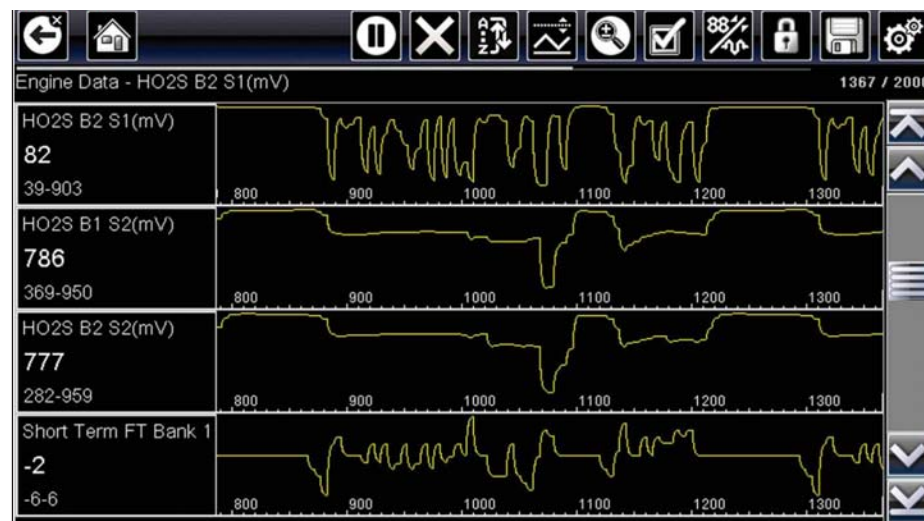 A
Z
88
Engine Data - HO2S B2 S1(mV)
1367 / 2000
HO2S B2 S1(mV)
82
39-903
800 900 1000 1100 1200 1300
HO2S B1 S2(mV)
786
369-950
800 900 1000 1100 1200 1300
HO2S B2 S2(mV)
777
282-959
800 900 1000 1100 1200 1300
Short Term FT Bank 1
-2
-6-6
800 900 1000 1100 1200 1300